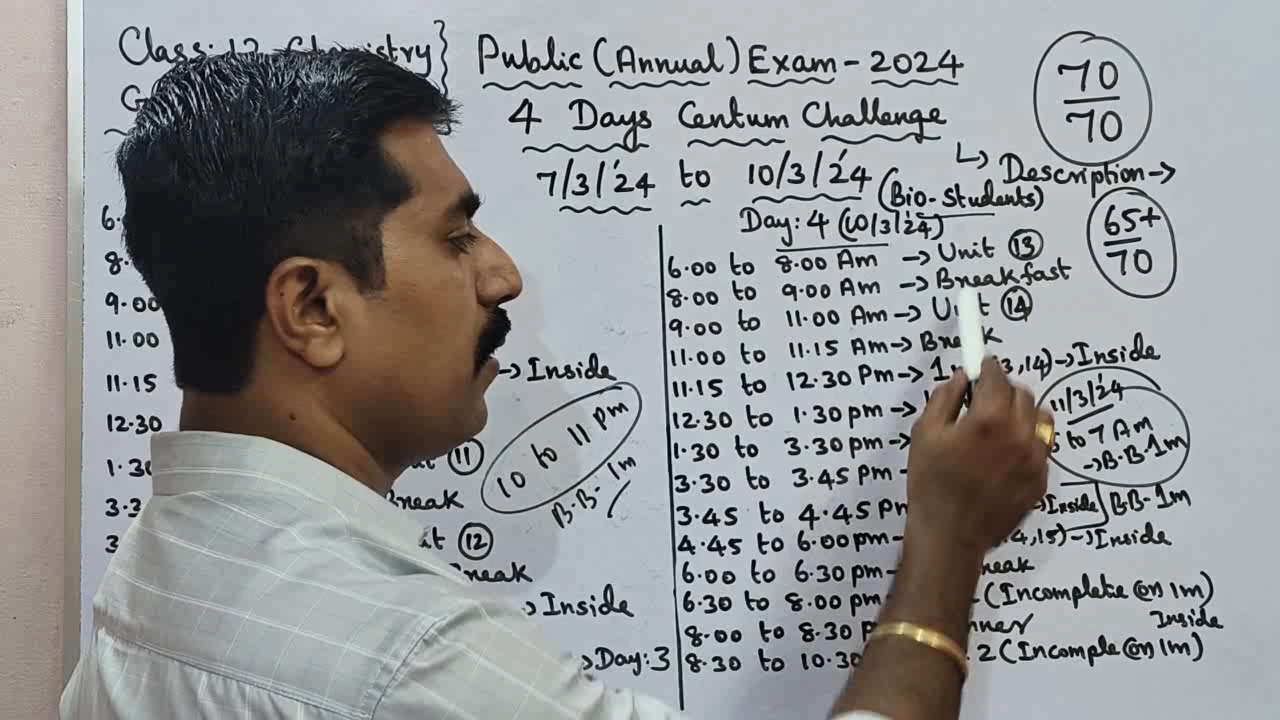 Class: 12 Chemistry} Public (Annual) Exam - 2024
4 Days Centum Challenge
7/3/'24 to 10/3/'24
70
70
↳ Description →
(Bio-Students)
65+
70
6.
8.
9.00
11.00
11.15
12.30
1.30
3.3
3
→ Inside
10 to 11 pm
B.B-1m
11
Break
12
Break
→ Inside
→ Day: 3
Day: 4 (10/3/'24)
6.00 to 8.00 Am → Unit 13
8.00 to 9.00 Am → Breakfast
9.00 to 11.00 Am → Unit 14
11.00 to 11.15 Am → Break
11.15 to 12.30 Pm → 1m 3,14) → Inside
12.30 to 1.30 pm →
1.30 to 3.30 pm →
3.30 to 3.45 pm
3.45 to 4.45 pm → Inside
4.45 to 6.00 pm - 4,15) → Inside
6.00 to 6.30 pm - reak
6.30 to 8.00 pm (Incomplete @n 1m)
Inside
8.00 to 8.30 p nner
8.30 to 10.30 2 (Incomple @n 1m)
11/3/'24
to 7 Am
→ B.B-1m
BB-1m